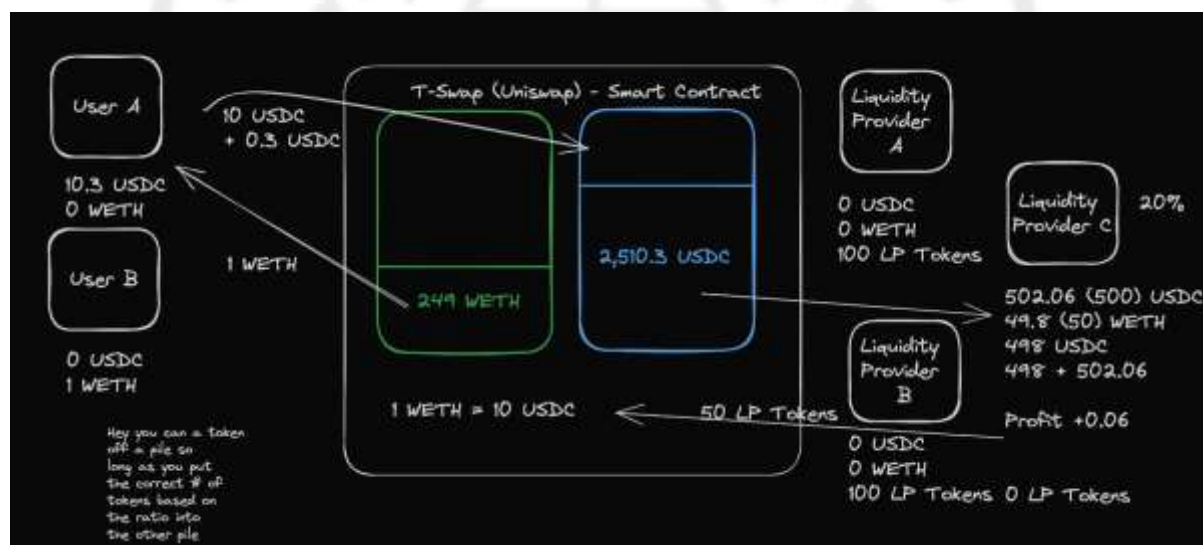 T-Swap (Uniswap) - Smart Contract
User A
10 USDC
+ 0.3 USDC
10.3 USDC
0 WETH
User B
1 WETH
0 USDC
1 WETH
Hey you can a token
off a pile so
long as you put
the correct # of
tokens based on
the ratio into
the other pile
249 WETH
2,510.3 USDC
1 WETH = 10 USDC
50 LP Tokens
Liquidity
Provider
A
0 USDC
0 WETH
100 LP Tokens
Liquidity
Provider C
20%
502.06 (500) USDC
49.8 (50) WETH
498 USDC
498 + 502.06
Profit +0.06
Liquidity
Provider
B
0 USDC
0 WETH
100 LP Tokens
0 LP Tokens